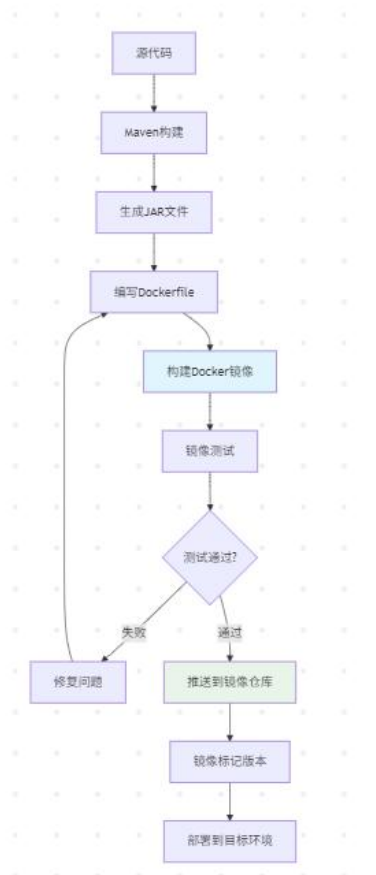 源代码
Maven构建
生成JAR文件
编写Dockerfile
构建Docker镜像
镜像测试
测试通过?
失败
通过
修复问题
推送到镜像仓库
镜像标记版本
部署到目标环境